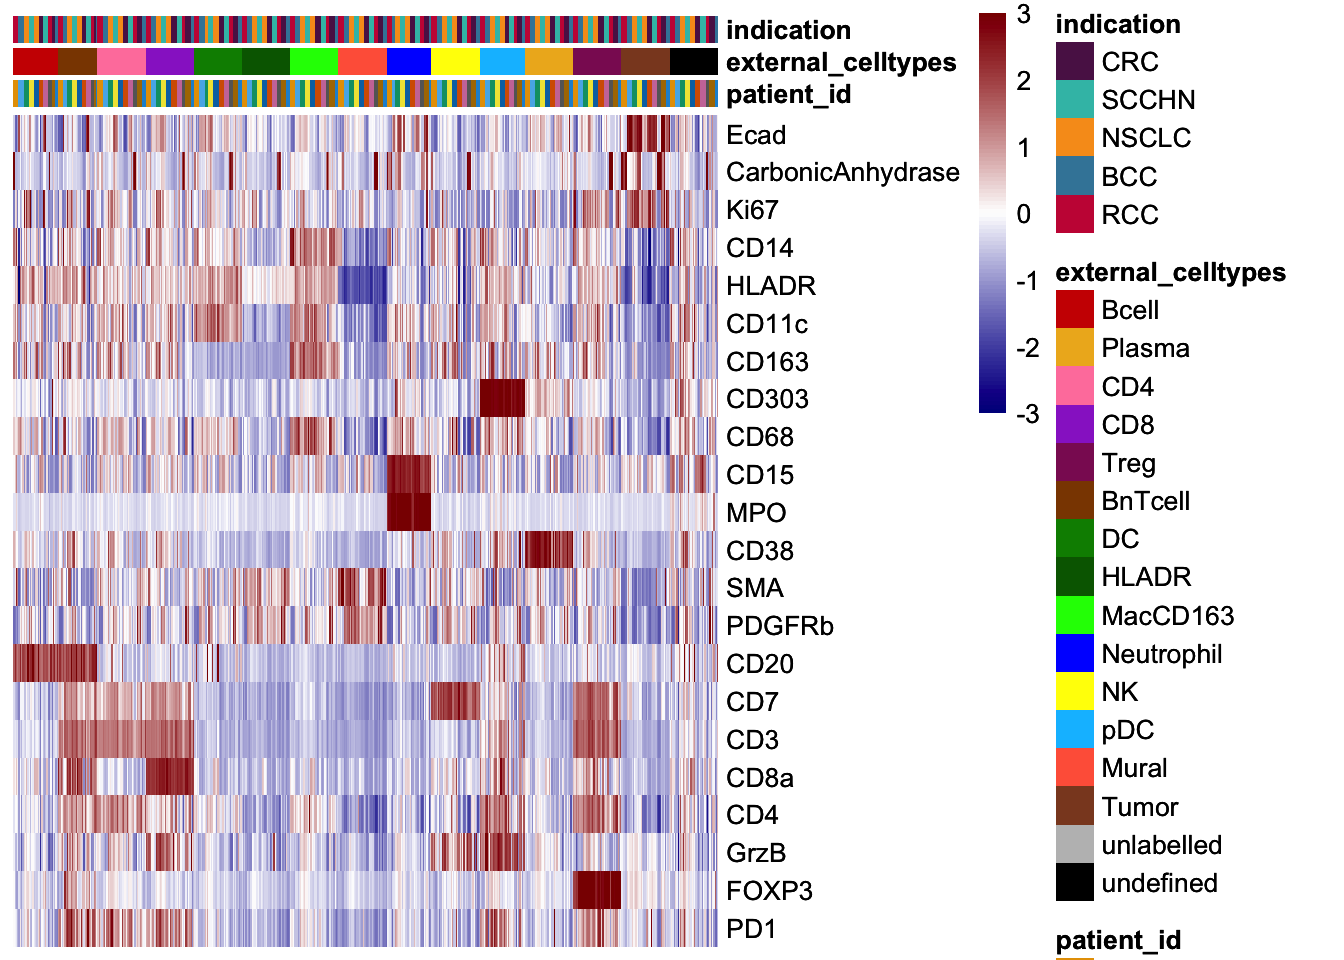 indication
external_celltypes
patient_id
Ecad
CarbonicAnhydrase
Ki67
CD14
HLADR
CD11c
CD163
CD303
CD68
CD15
MPO
CD38
SMA
PDGFRb
CD20
CD7
CD3
CD8a
CD4
GrzB
FOXP3
PD1
3
2
1
0
-1
-2
-3
indication
CRC
SCCHN
NSCLC
BCC
RCC
external_celltypes
Bcell
Plasma
CD4
CD8
Treg
BnTcell
DC
HLADR
MacCD163
Neutrophil
NK
pDC
Mural
Tumor
unlabelled
undefined
patient_id